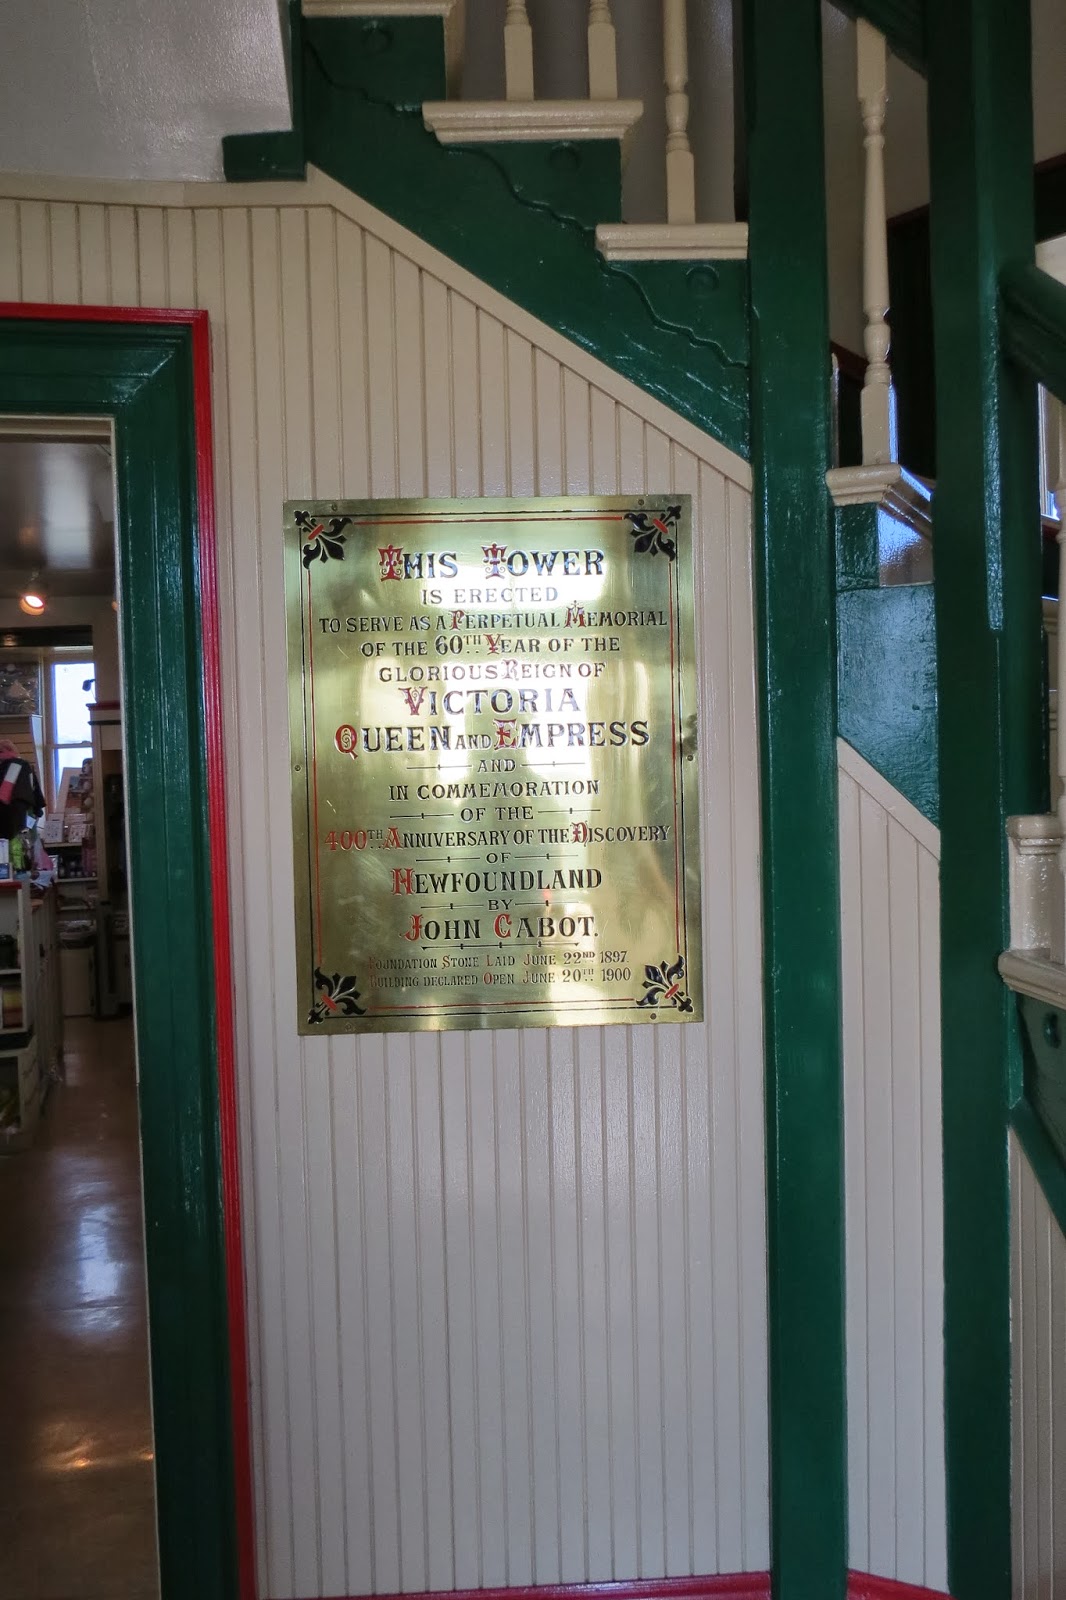 THIS TOWER
IS ERECTED
TO SERVE AS A PERPETUAL MEMORIAL
OF THE 60TH YEAR OF THE
GLORIOUS REIGN OF
VICTORIA
QUEEN AND EMPRESS
AND
IN COMMEMORATION
OF THE
400TH ANNIVERSARY OF THE DISCOVERY
OF
NEWFOUNDLAND
BY
JOHN CABOT.
FOUNDATION STONE LAID JUNE 22ND 1897
BUILDING DECLARED OPEN JUNE 20TH 1900